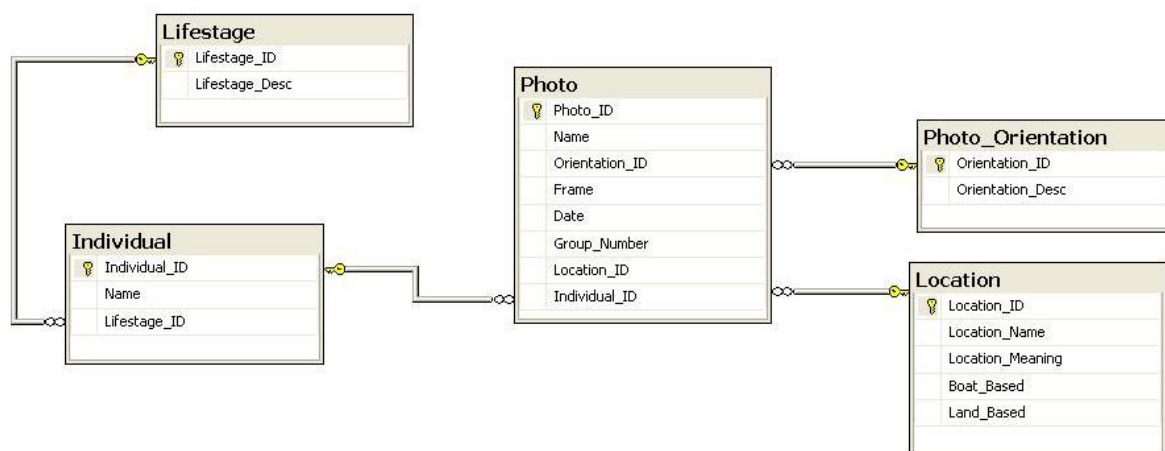 Lifestage
Lifestage_ID
Lifestage_Desc
Photo
Photo_ID
Name
Orientation_ID
Frame
Date
Group_Number
Location_ID
Individual_ID
Photo_Orientation
Orientation_ID
Orientation_Desc
Individual
Individual_ID
Name
Lifestage_ID
Location
Location_ID
Location_Name
Location_Meaning
Boat_Based
Land_Based